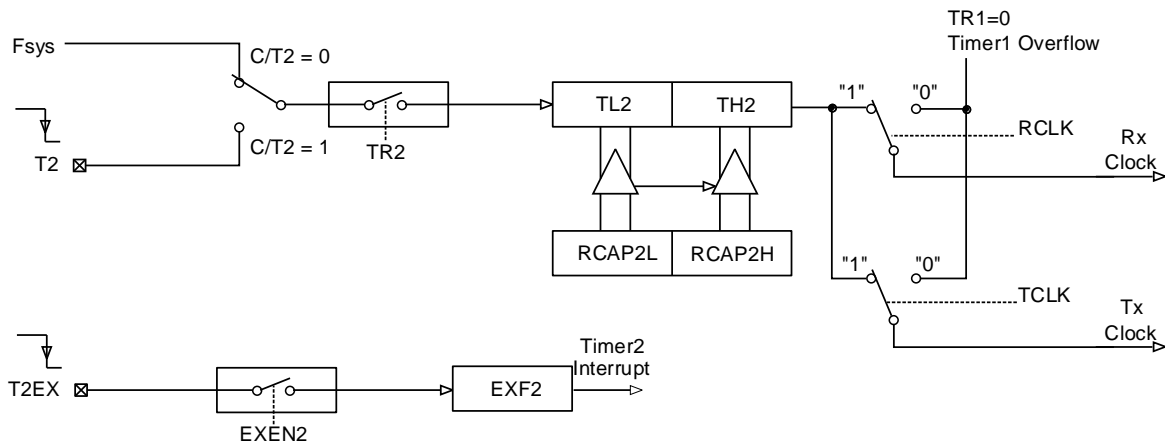 TR1=0
Timer1 Overflow
Fsys
C/T2 = 0
T2
C/T2 = 1
TR2
TL2
TH2
"1"
"0"
RCLK
Rx
Clock
RCAP2L
RCAP2H
"1"
"0"
TCLK
Tx
Clock
T2EX
EXEN2
EXF2
Timer2
Interrupt